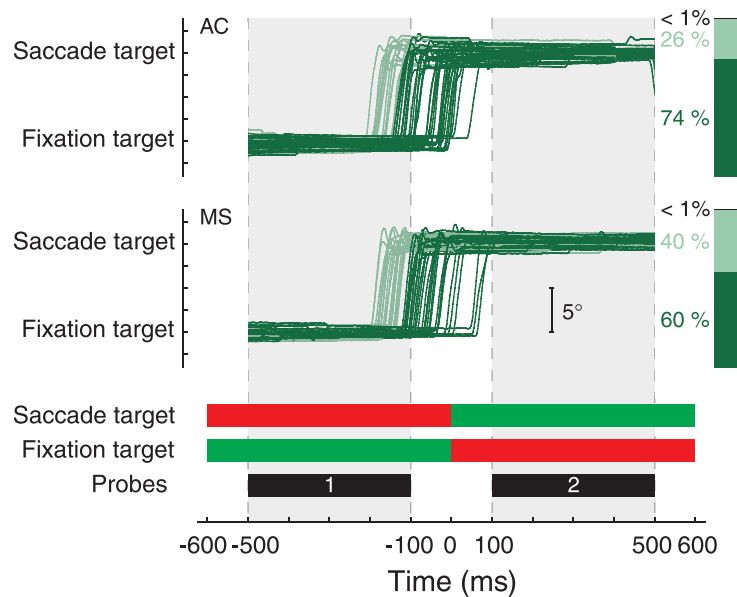 AC
< 1%
Saccade target
26 %
74 %
Fixation target
MS
< 1%
Saccade target
40 %
5°
60 %
Fixation target
Saccade target
Fixation target
Probes 1 2
-600 -500 -100 0 100 500 600
Time (ms)